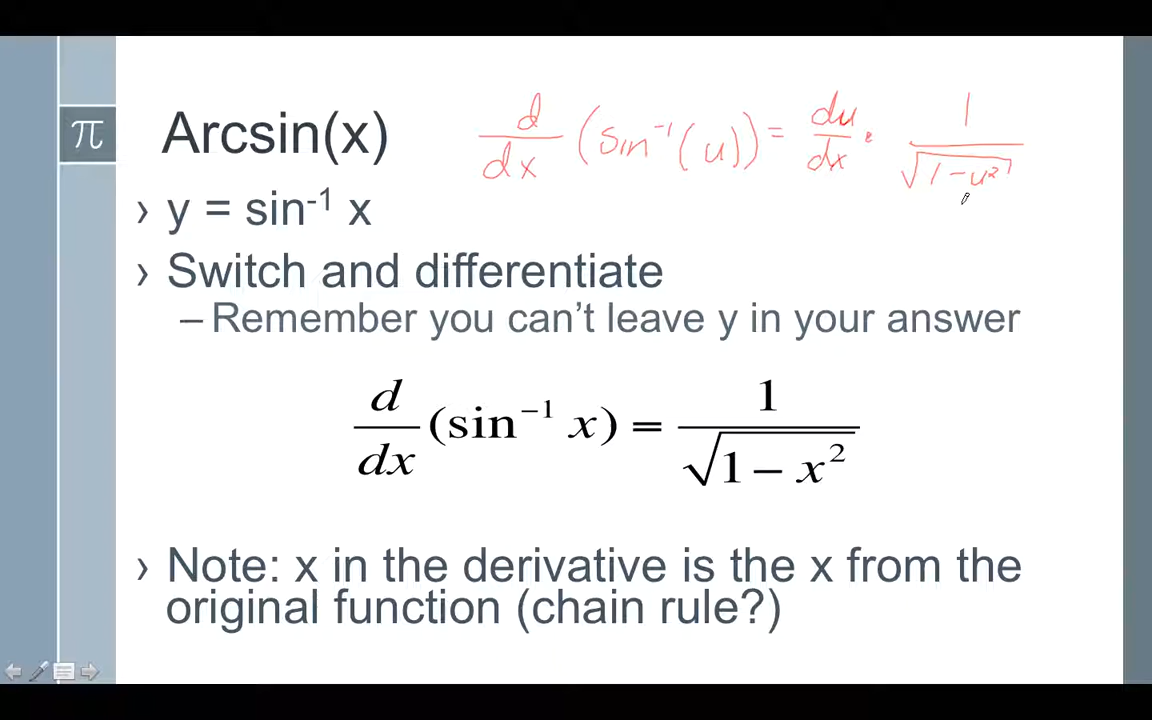 π
Arcsin(x)
d/dx (sin⁻¹(u)) = du/dx · 1/√(1-u²)
› y = sin⁻¹ x
› Switch and differentiate
– Remember you can’t leave y in your answer
d/dx (sin⁻¹ x) = 1/√(1 − x²)
› Note: x in the derivative is the x from the
original function (chain rule?)